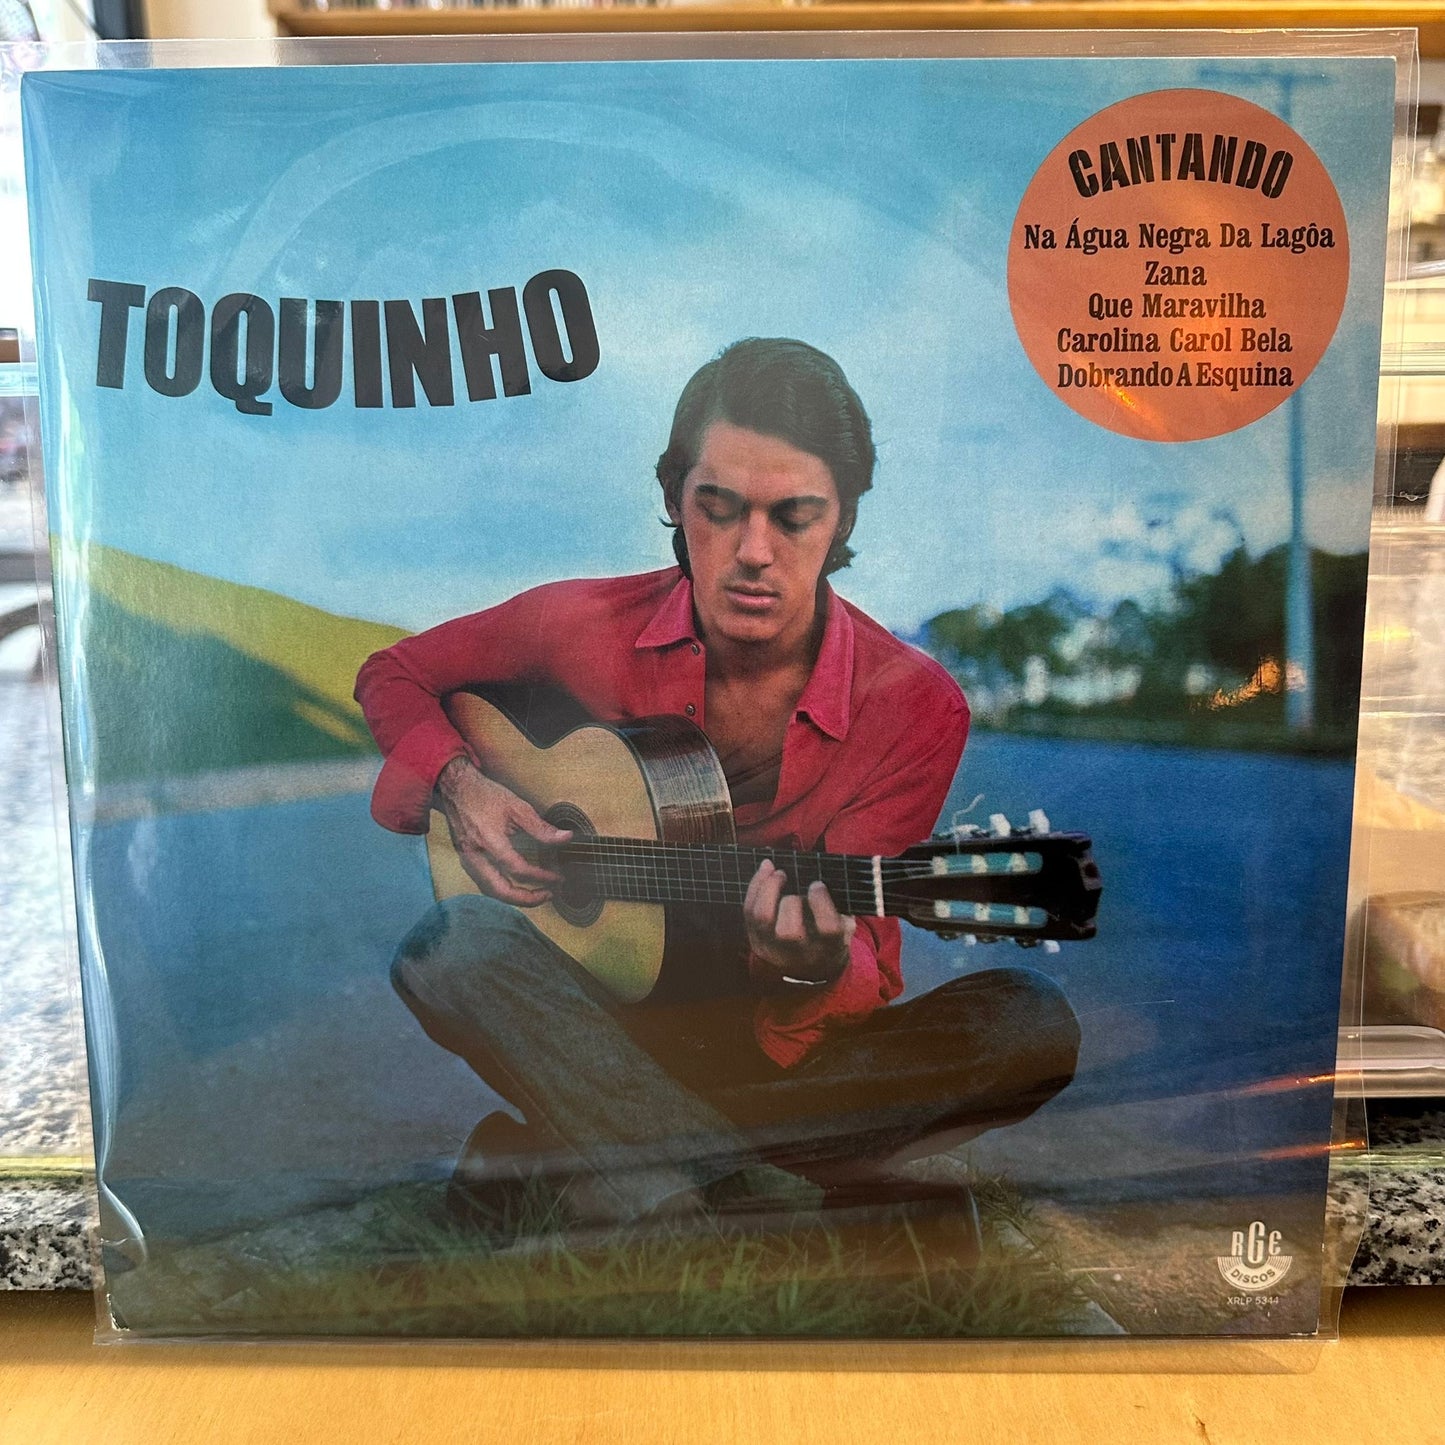 TOQUINHO
CANTANDO
Na Água Negra Da Lagôa
Zana
Que Maravilha
Carolina Carol Bela
Dobrando A Esquina
RGE
DISCOS
XRLP 5344